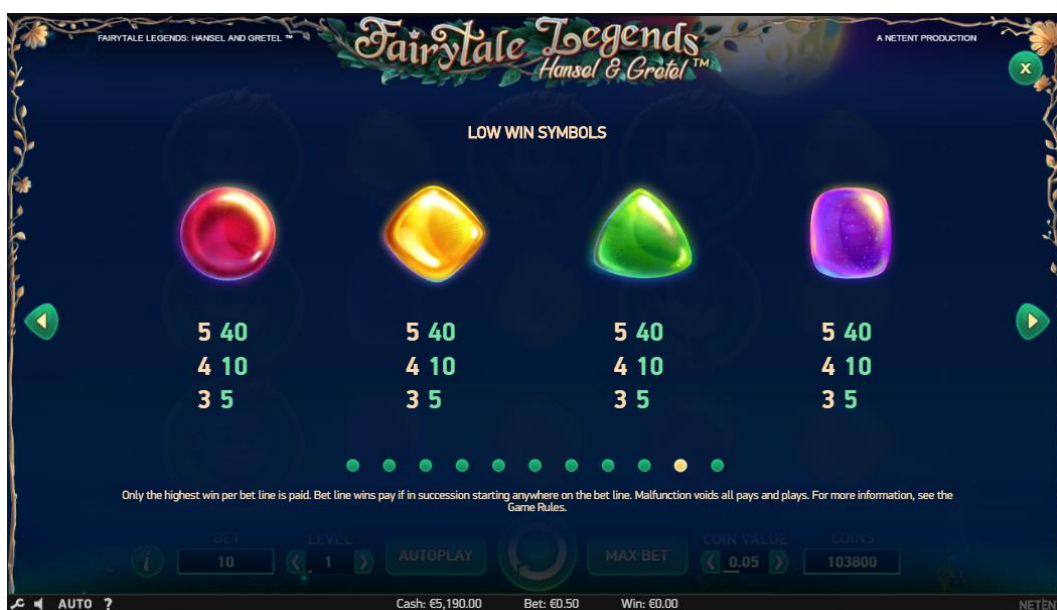 FAIRYTALE LEGENDS: HANSEL AND GRETEL ™
Fairytale Legends
Hansel & Gretel™
A NETENT PRODUCTION
X
LOW WIN SYMBOLS
5 40 5 40 5 40 5 40
4 10 4 10 4 10 4 10
3 5 3 5 3 5 3 5
Only the highest win per bet line is paid. Bet line wins pay if in succession starting anywhere on the bet line. Malfunction voids all pays and plays. For more information, see the
Game Rules.
BET LEVEL COIN VALUE COINS
i 10 1 AUTOPLAY MAX BET 0.05 103800
AUTO ? Cash: €5,190.00 Bet: €0.50 Win: €0.00 NETEN